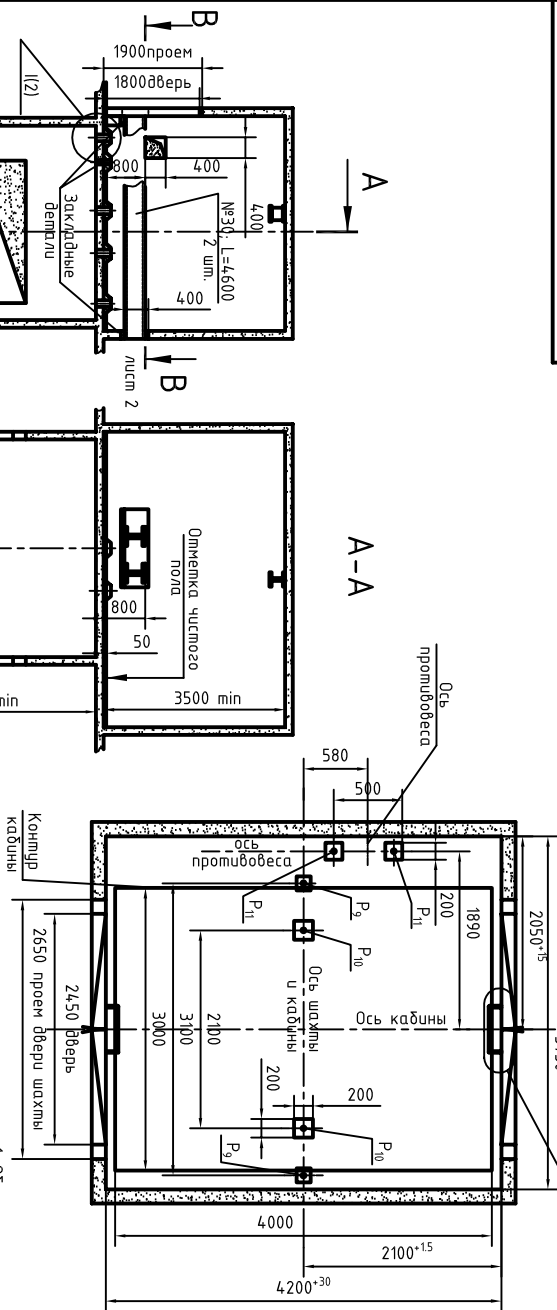 В
1900проем
1800дверь
I(2)
А
800
400
400
№30; L=4600
2 шт.
Закладные
детали
400
В
лист 2
А-А
Отметка чистого
пола
800
50
3500 min
min
Ось
противовеса
580
500
ось
противовеса
200
1890
2050⁺¹⁵
P₁₁
P₁₁
P₉
P₁₀
Контур
кабины
2650 проем двери шахты
2450 дверь
3000
3100
2100
Ось шахты
и кабины
Ось кабины
200
200
P₁₀
P₉
4000
2100⁺¹·⁵
4200⁺³⁰